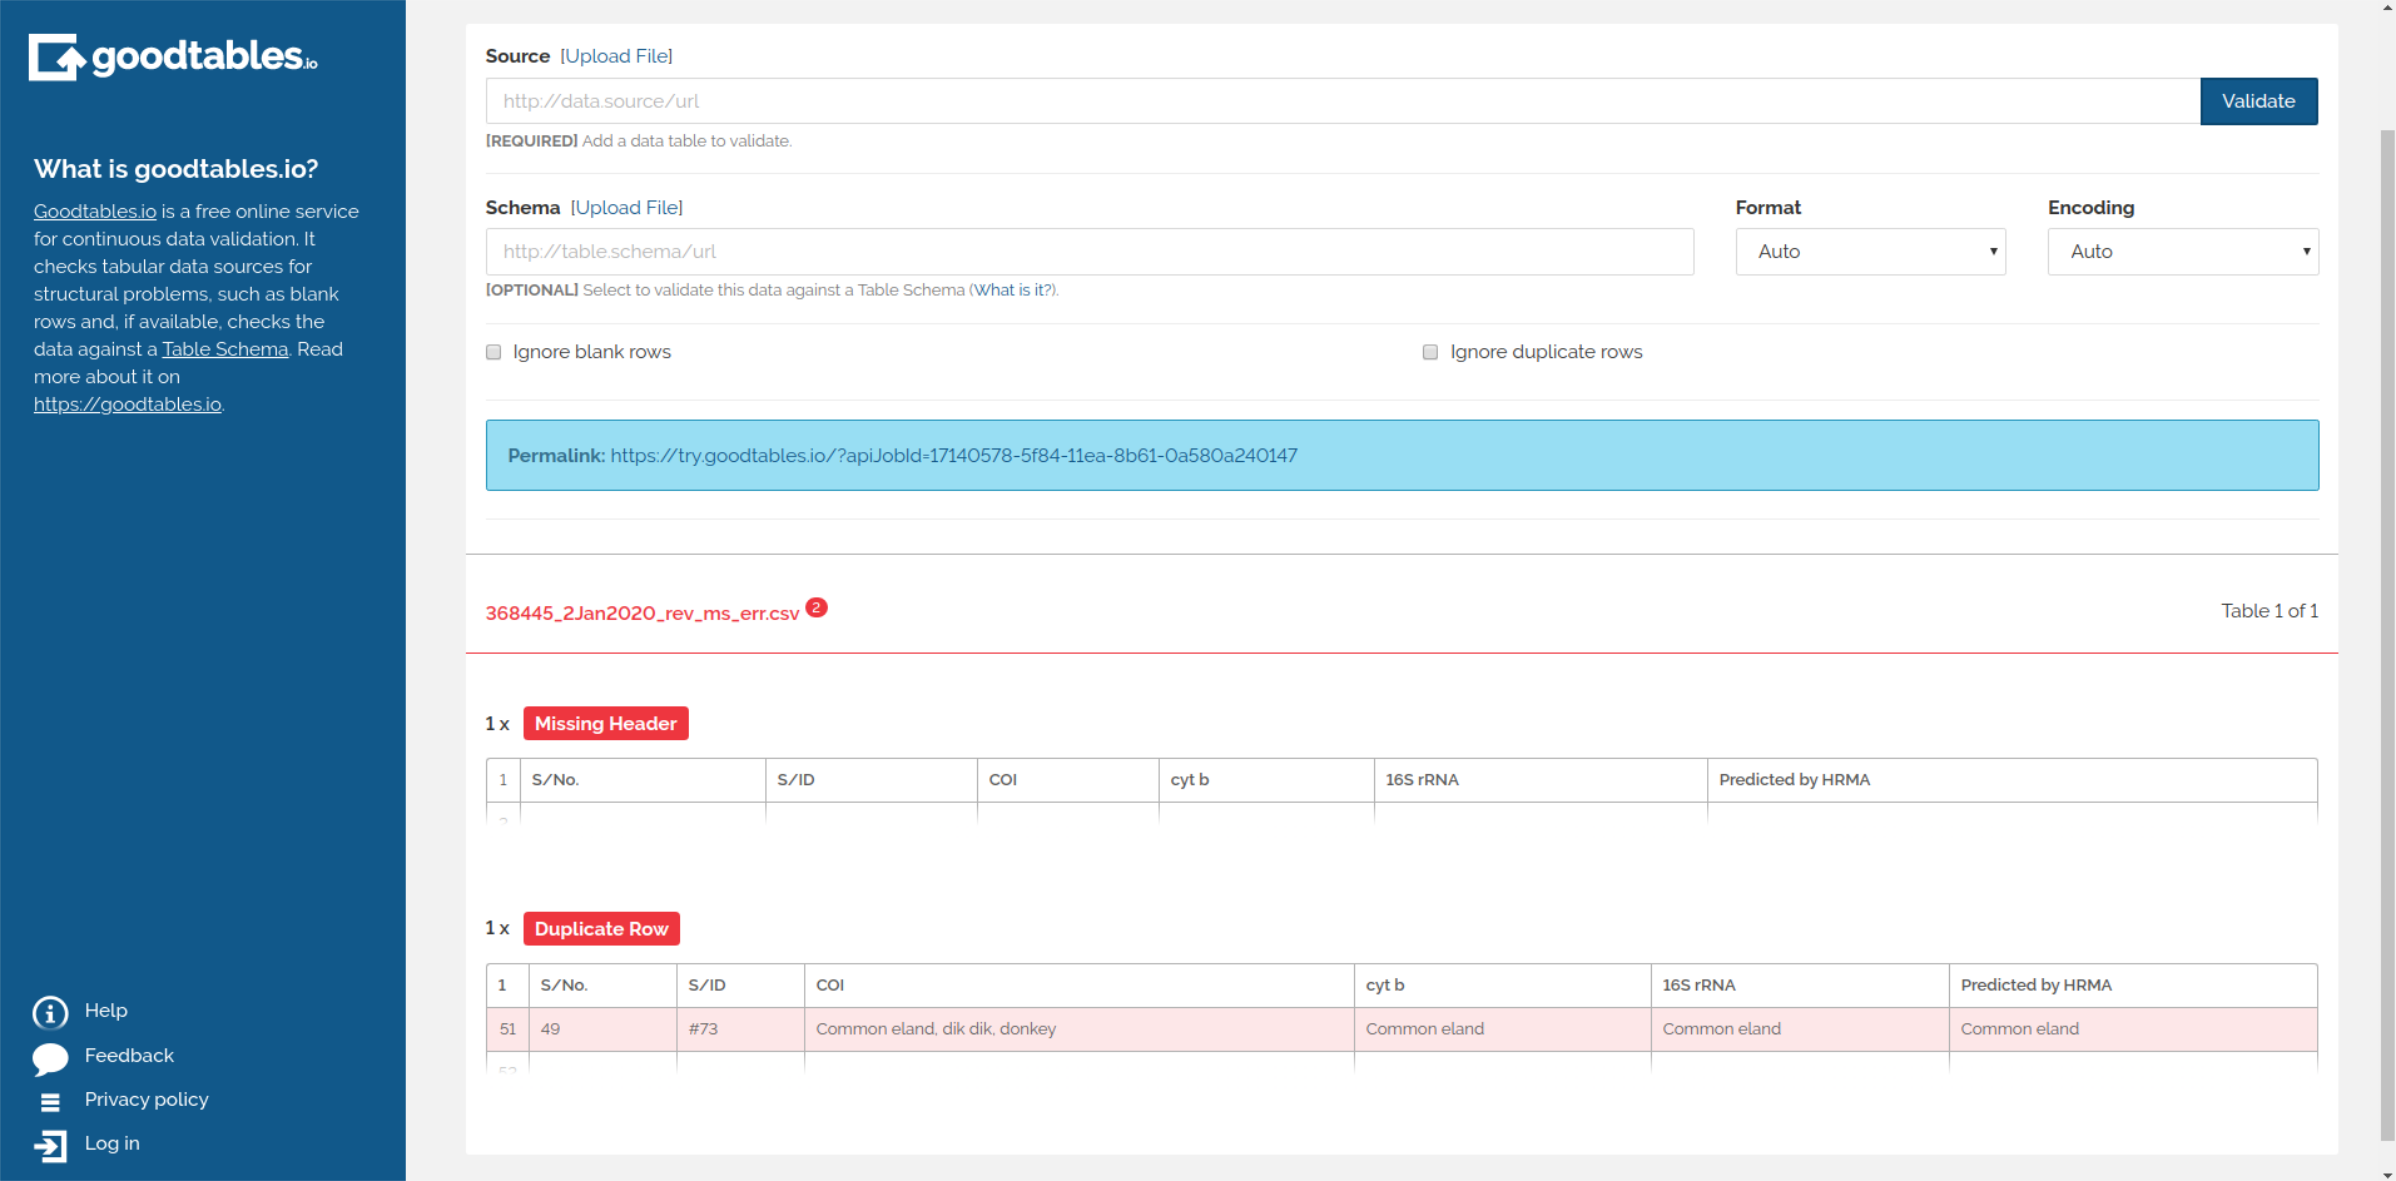 goodtables.io
What is goodtables.io?
Goodtables.io is a free online service
for continuous data validation. It
checks tabular data sources for
structural problems, such as blank
rows and, if available, checks the
data against a Table Schema. Read
more about it on
https://goodtables.io.
Help
Feedback
Privacy policy
Log in
Source [Upload File]
http://data.source/url
Validate
[REQUIRED] Add a data table to validate.
Schema [Upload File]
Format
Encoding
http://table.schema/url
Auto
Auto
[OPTIONAL] Select to validate this data against a Table Schema (What is it?).
Ignore blank rows
Ignore duplicate rows
Permalink: https://try.goodtables.io/?apiJobId=17140578-5f84-11ea-8b61-0a580a240147
368445_2Jan2020_rev_ms_err.csv 2
Table 1 of 1
1 x Missing Header
1 S/No. S/ID COI cyt b 16S rRNA Predicted by HRMA
2
1 x Duplicate Row
1 S/No. S/ID COI cyt b 16S rRNA Predicted by HRMA
51 49 #73 Common eland, dik dik, donkey Common eland Common eland Common eland
52